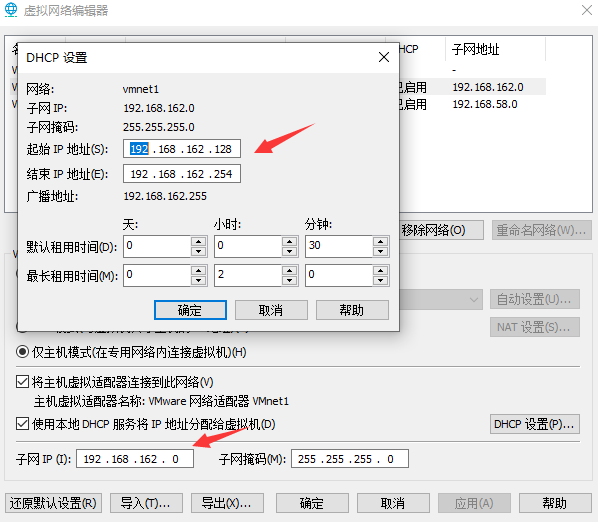 虚拟网络编辑器
DHCP 设置
HCP 子网地址
-
已启用 192.168.162.0
已启用 192.168.58.0
网络: vmnet1
子网 IP: 192.168.162.0
子网掩码: 255.255.255.0
起始 IP 地址(S): 192 . 168 . 162 . 128
结束 IP 地址(E): 192 . 168 . 162 . 254
广播地址: 192.168.162.255
天: 小时: 分钟:
默认租用时间(D): 0 0 30
最长租用时间(M): 0 2 0
确定 取消 帮助
移除网络(O) 重命名网络(W)...
自动设置(U)...
NAT 设置(S)...
仅主机模式(在专用网络内连接虚拟机)(H)
将主机虚拟适配器连接到此网络(V)
主机虚拟适配器名称: VMware 网络适配器 VMnet1
使用本地 DHCP 服务将 IP 地址分配给虚拟机(D) DHCP 设置(P)...
子网 IP (I): 192 . 168 . 162 . 0 子网掩码(M): 255 . 255 . 255 . 0
还原默认设置(R) 导入(T)... 导出(X)... 确定 取消 应用(A) 帮助